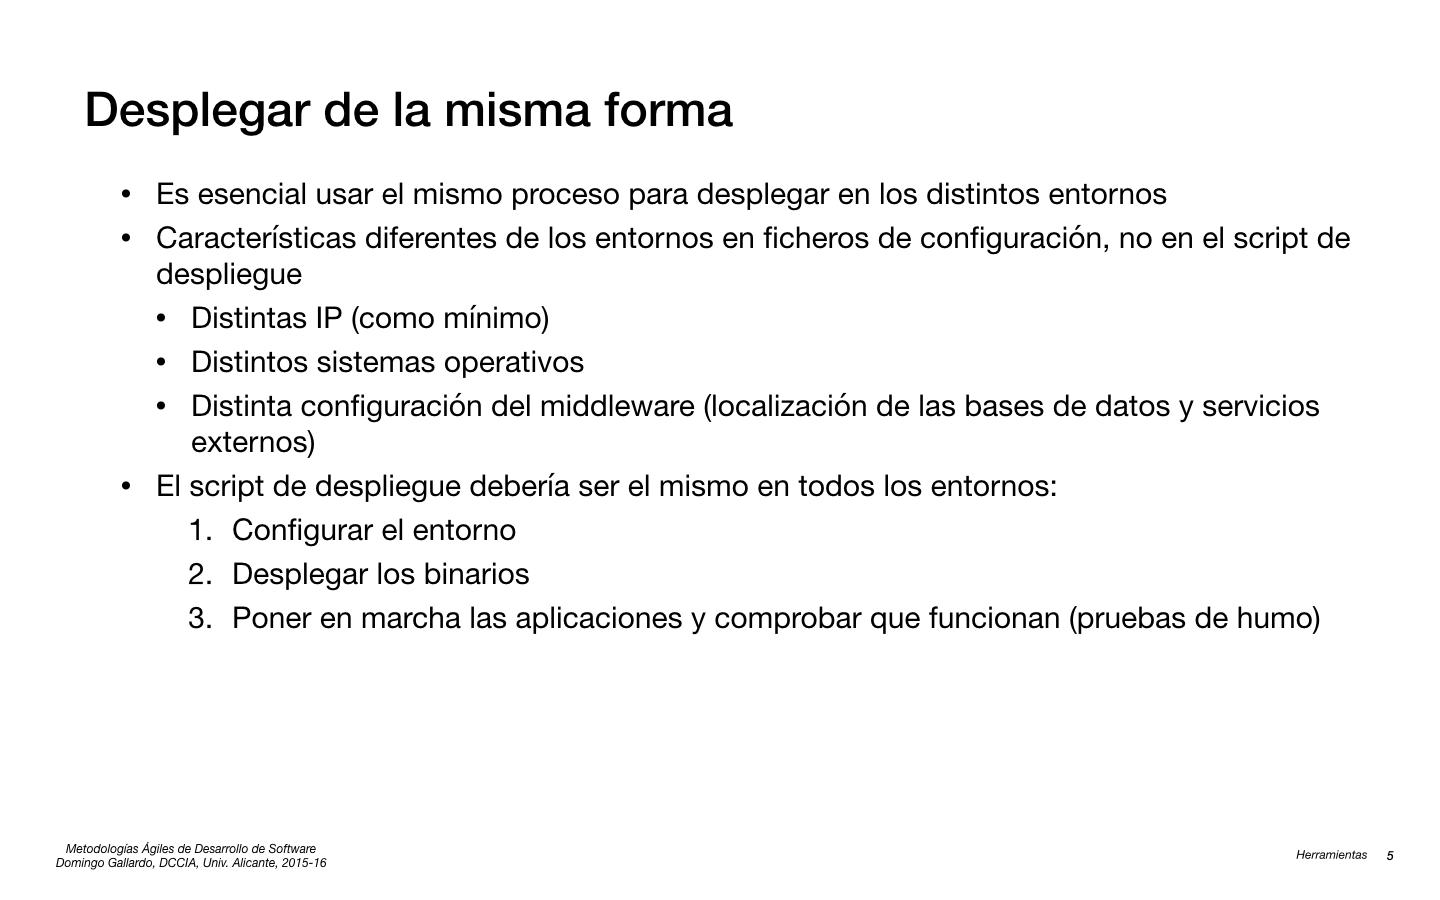 Desplegar de la misma forma
• Es esencial usar el mismo proceso para desplegar en los distintos entornos
• Características diferentes de los entornos en ficheros de configuración, no en el script de
despliegue
• Distintas IP (como mínimo)
• Distintos sistemas operativos
• Distinta configuración del middleware (localización de las bases de datos y servicios
externos)
• El script de despliegue debería ser el mismo en todos los entornos:
1. Configurar el entorno
2. Desplegar los binarios
3. Poner en marcha las aplicaciones y comprobar que funcionan (pruebas de humo)
Metodologías Ágiles de Desarrollo de Software
Domingo Gallardo, DCCIA, Univ. Alicante, 2015-16
Herramientas 5